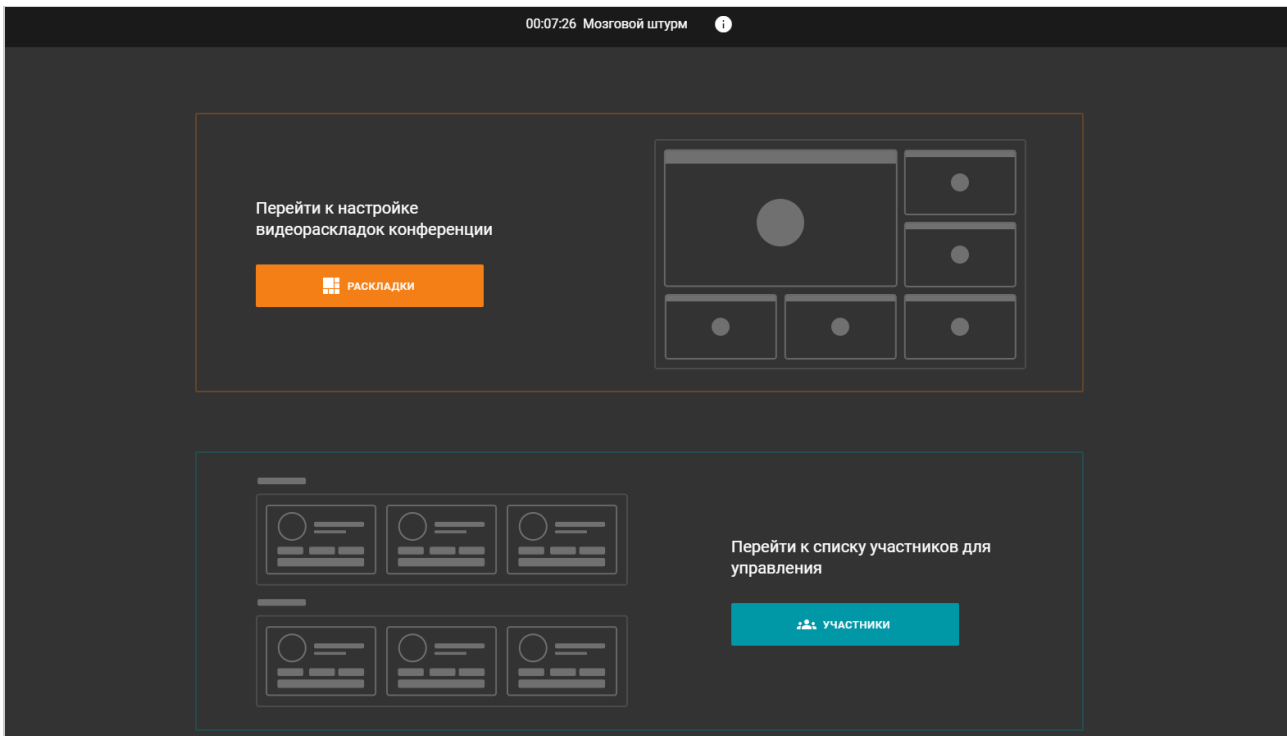 00:07:26 Мозговой штурм
Перейти к настройке
видеораскладок конференции
РАСКЛАДКИ
Перейти к списку участников для
управления
УЧАСТНИКИ